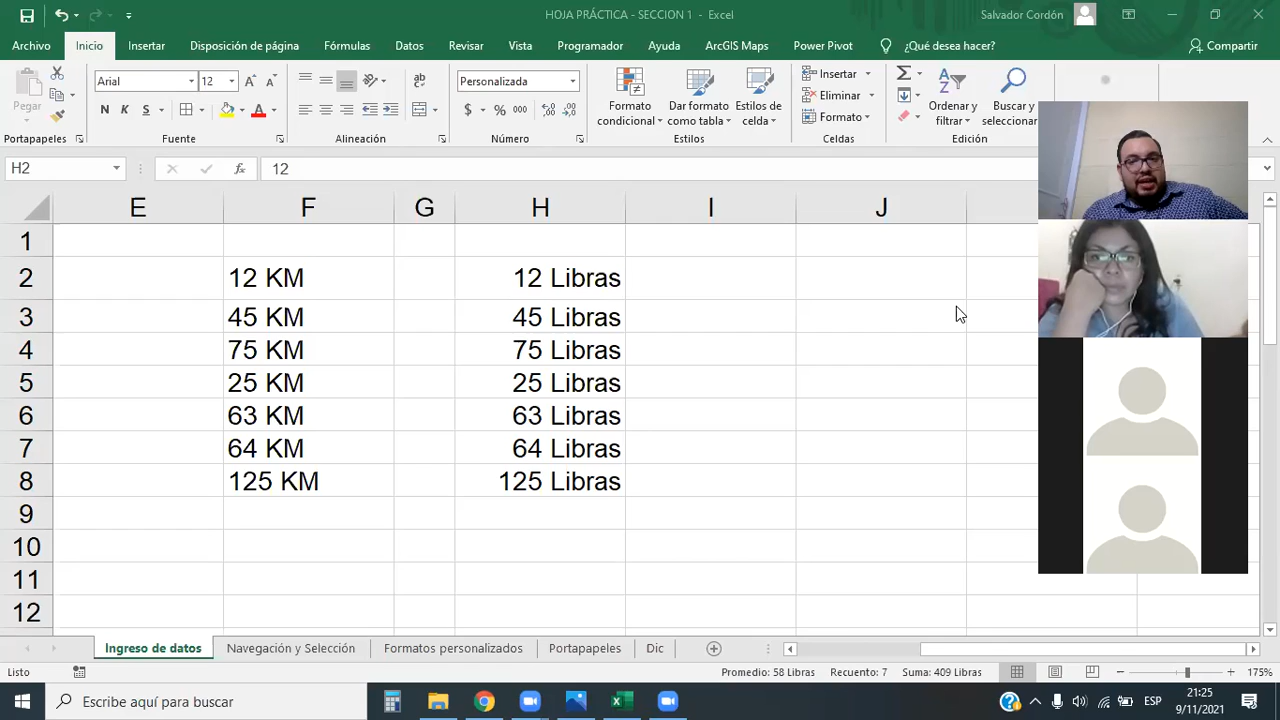 HOJA PRÁCTICA - SECCION 1 - Excel
Salvador Cordón
Archivo Inicio Insertar Disposición de página Fórmulas Datos Revisar Vista Programador Ayuda ArcGIS Maps Power Pivot ¿Qué desea hacer? Compartir
Pegar
Arial 12
N K S
Personalizada
$ % 000
Formato condicional
Dar formato como tabla
Estilos de celda
Insertar
Eliminar
Formato
Ordenar y filtrar
Buscar y seleccionar
Portapapeles Fuente Alineación Número Estilos Celdas Edición
H2 fx 12
E F G H I J
1
2 12 KM 12 Libras
3 45 KM 45 Libras
4 75 KM 75 Libras
5 25 KM 25 Libras
6 63 KM 63 Libras
7 64 KM 64 Libras
8 125 KM 125 Libras
9
10
11
12
Ingreso de datos Navegación y Selección Formatos personalizados Portapapeles Dic
Listo Promedio: 58 Libras Recuento: 7 Suma: 409 Libras 175%
Escribe aquí para buscar ESP 21:25
9/11/2021